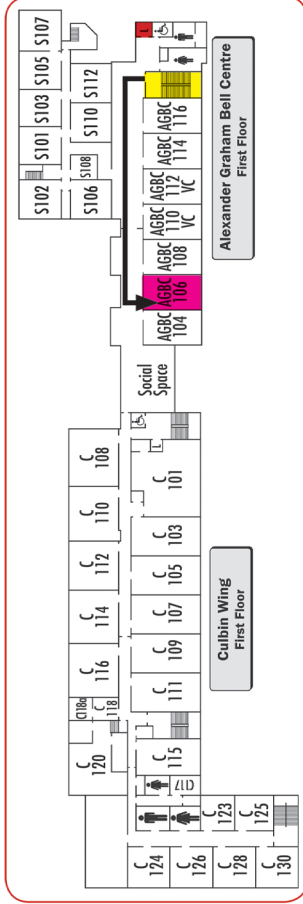 S107
S105
S103
S101
S102
S112
S110
S108
S106
L
AGBC
116
AGBC
114
AGBC
112
VC
AGBC
110
VC
AGBC
108
AGBC
106
AGBC
104
Alexander Graham Bell Centre
First Floor
Social
Space
L
C
108
C
110
C
112
C
114
C
116
C118a
C
118
C
120
C
101
C
103
C
105
C
107
C
109
C
111
C
115
C117
C
123
C
125
C
124
C
126
C
128
C
130
Culbin Wing
First Floor